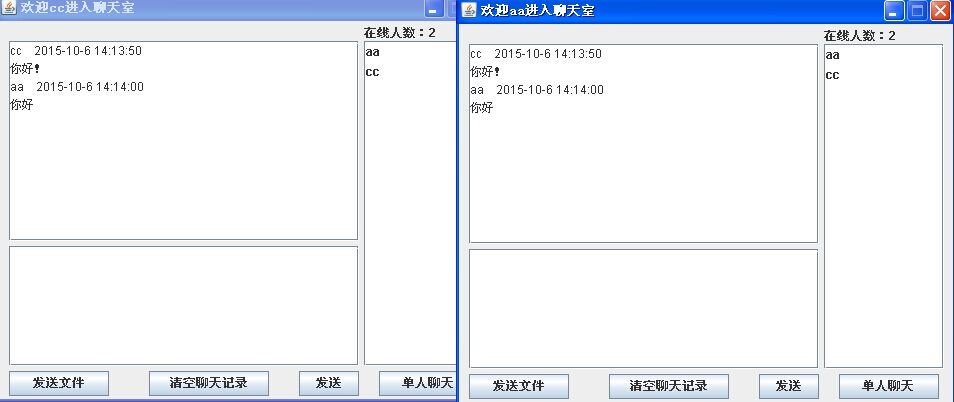 欢迎cc进入聊天室
在线人数：2
cc 2015-10-6 14:13:50
你好！
aa 2015-10-6 14:14:00
你好
aa
cc
发送文件
清空聊天记录
发送
单人聊天
欢迎aa进入聊天室
在线人数：2
cc 2015-10-6 14:13:50
你好！
aa 2015-10-6 14:14:00
你好
aa
cc
发送文件
清空聊天记录
发送
单人聊天